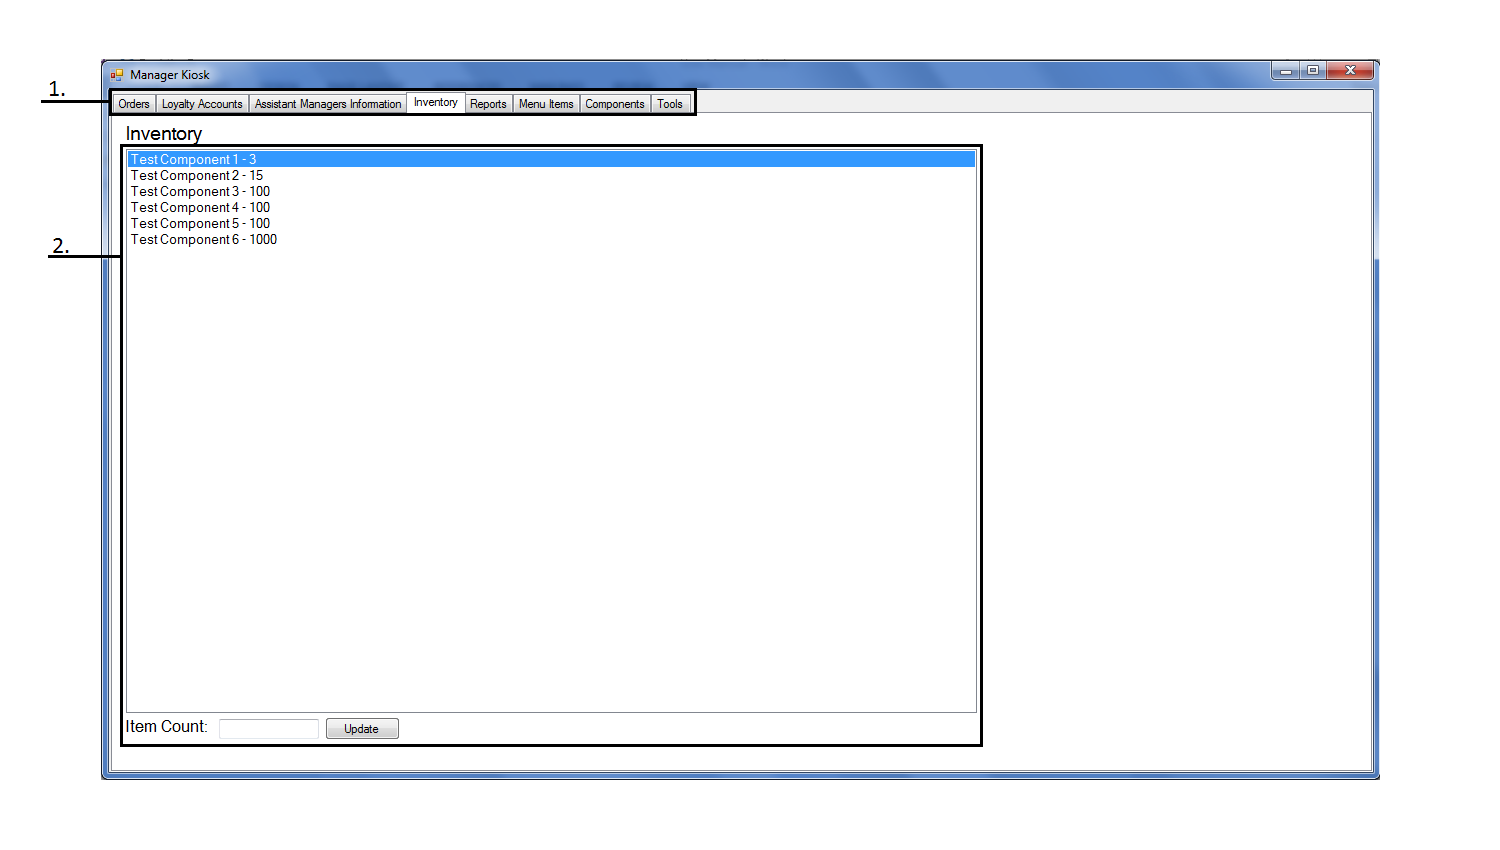 Manager Kiosk
1.
Orders Loyalty Accounts Assistant Managers Information Inventory Reports Menu Items Components Tools
Inventory
Test Component 1 - 3
Test Component 2 - 15
Test Component 3 - 100
Test Component 4 - 100
Test Component 5 - 100
2.
Test Component 6 - 1000
Item Count: Update